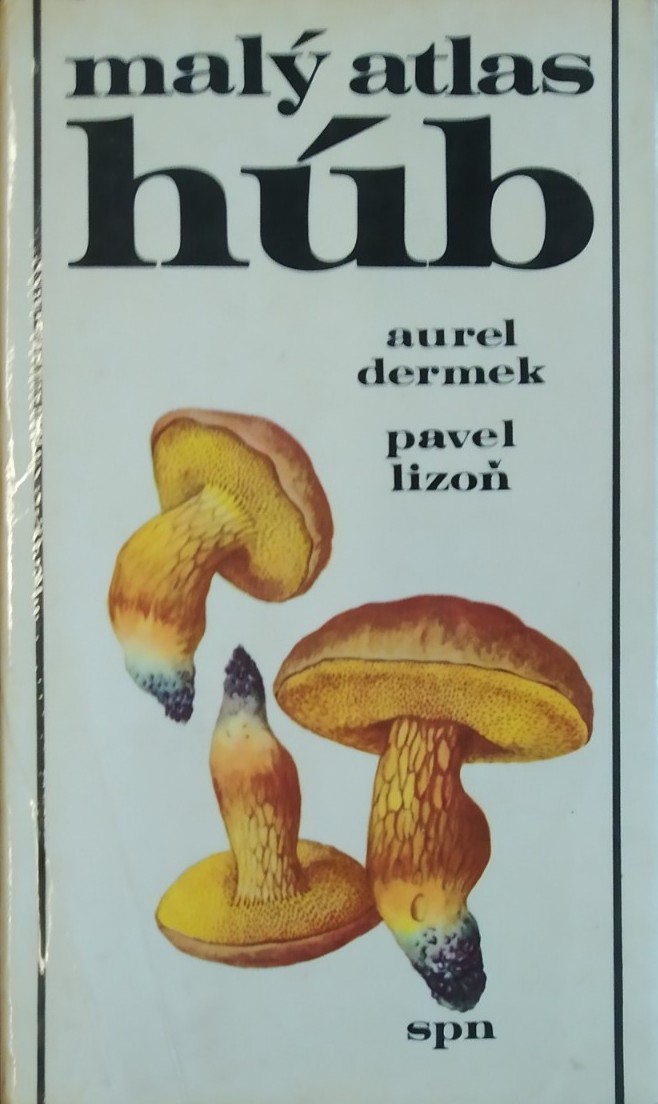 malý atlas
húb
aurel
dermek
pavel
lizoň
spn